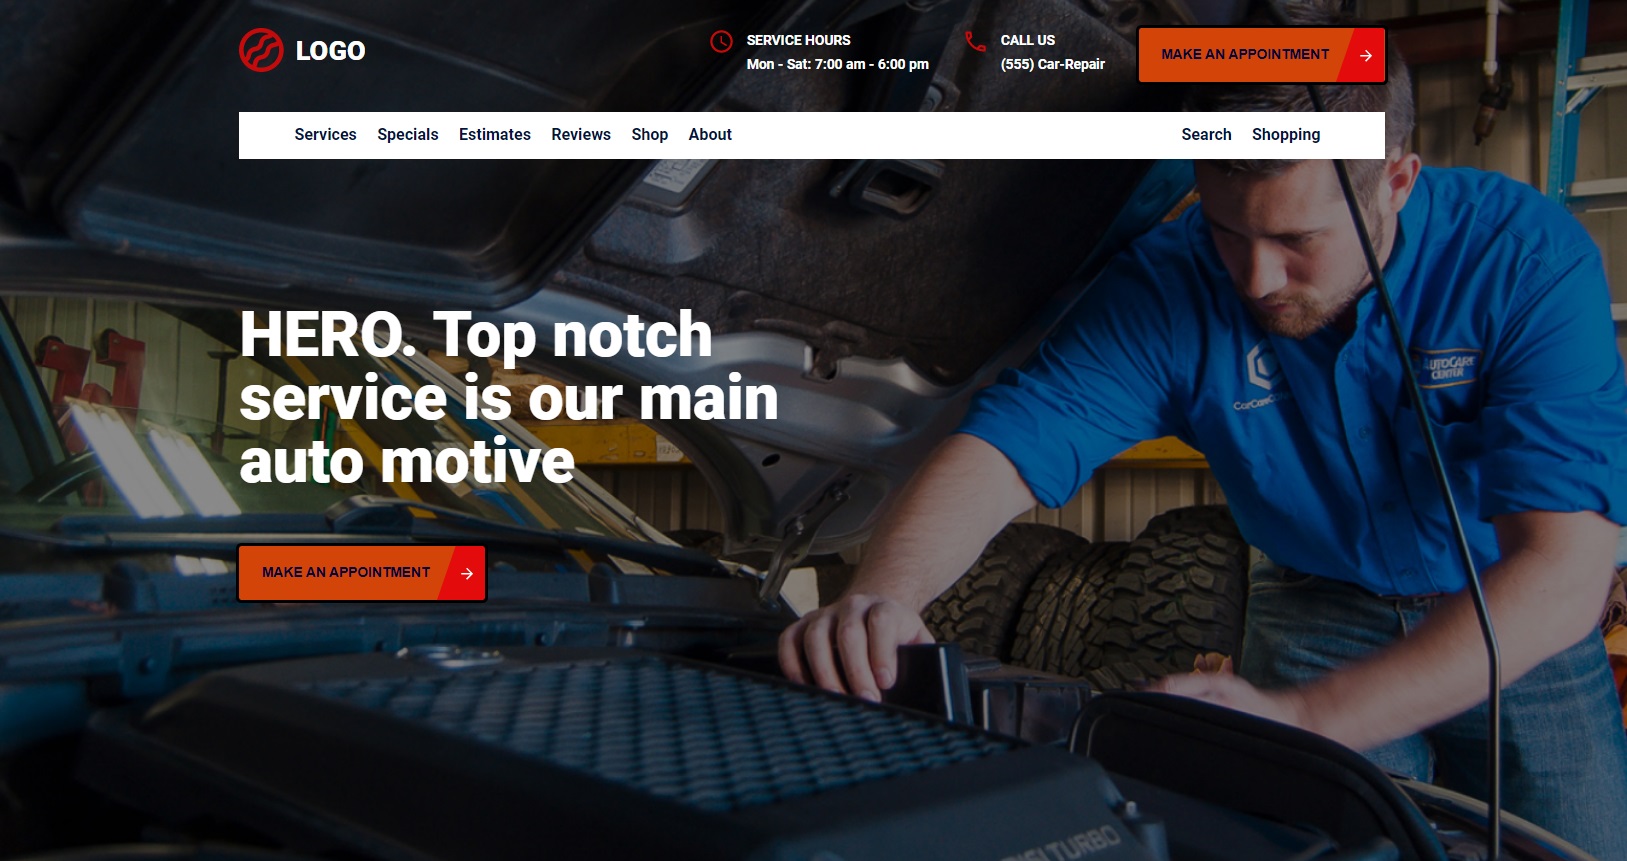 LOGO
SERVICE HOURS
Mon - Sat: 7:00 am - 6:00 pm
CALL US
(555) Car-Repair
MAKE AN APPOINTMENT
Services Specials Estimates Reviews Shop About Search Shopping
HERO. Top notch
service is our main
auto motive
MAKE AN APPOINTMENT
AUTOCARE
CENTER
TURBO